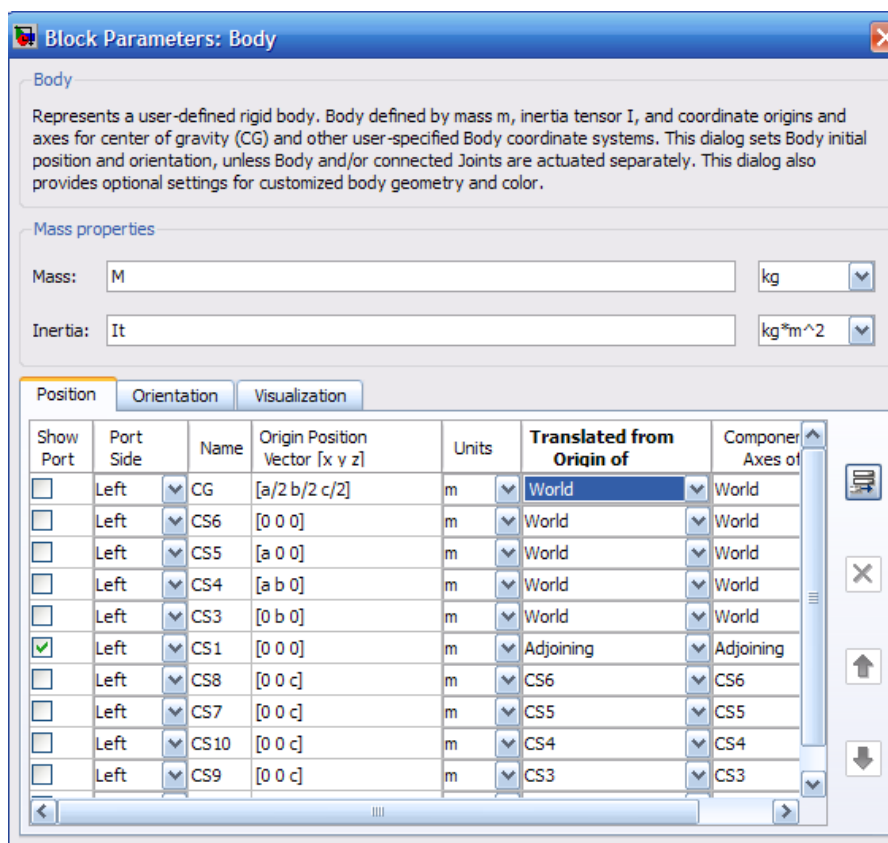 Block Parameters: Body
Body
Represents a user-defined rigid body. Body defined by mass m, inertia tensor I, and coordinate origins and
axes for center of gravity (CG) and other user-specified Body coordinate systems. This dialog sets Body initial
position and orientation, unless Body and/or connected Joints are actuated separately. This dialog also
provides optional settings for customized body geometry and color.
Mass properties
Mass: M kg
Inertia: It kg*m^2
Position Orientation Visualization
Show Port Origin Position Translated from Componen
Port Side Name Vector [x y z] Units Origin of Axes of
Left CG [a/2 b/2 c/2] m World World
Left CS6 [0 0 0] m World World
Left CS5 [a 0 0] m World World
Left CS4 [a b 0] m World World
Left CS3 [0 b 0] m World World
Left CS1 [0 0 0] m Adjoining Adjoining
Left CS8 [0 0 c] m CS6 CS6
Left CS7 [0 0 c] m CS5 CS5
Left CS10 [0 0 c] m CS4 CS4
Left CS9 [0 0 c] m CS3 CS3